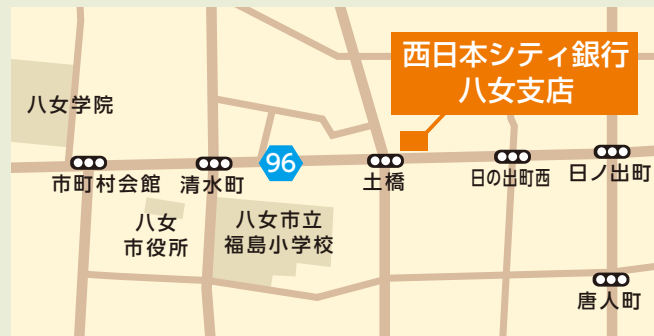 西日本シティ銀行
八女支店
八女学院
96
市町村会館
清水町
土橋
日の出町西
日ノ出町
八女
市役所
八女市立
福島小学校
唐人町